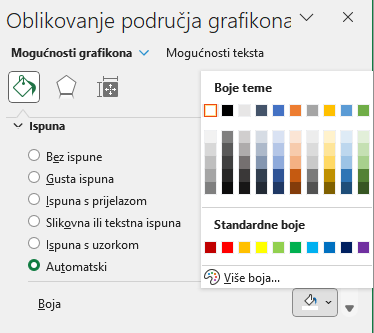 Oblikovanje područja grafikona
Mogućnosti grafikona
Mogućnosti teksta
Ispuna
Bez ispune
Gusta ispuna
Ispuna s prijelazom
Slikovna ili tekstna ispuna
Ispuna s uzorkom
Automatski
Boja
Boje teme
Standardne boje
Više boja...